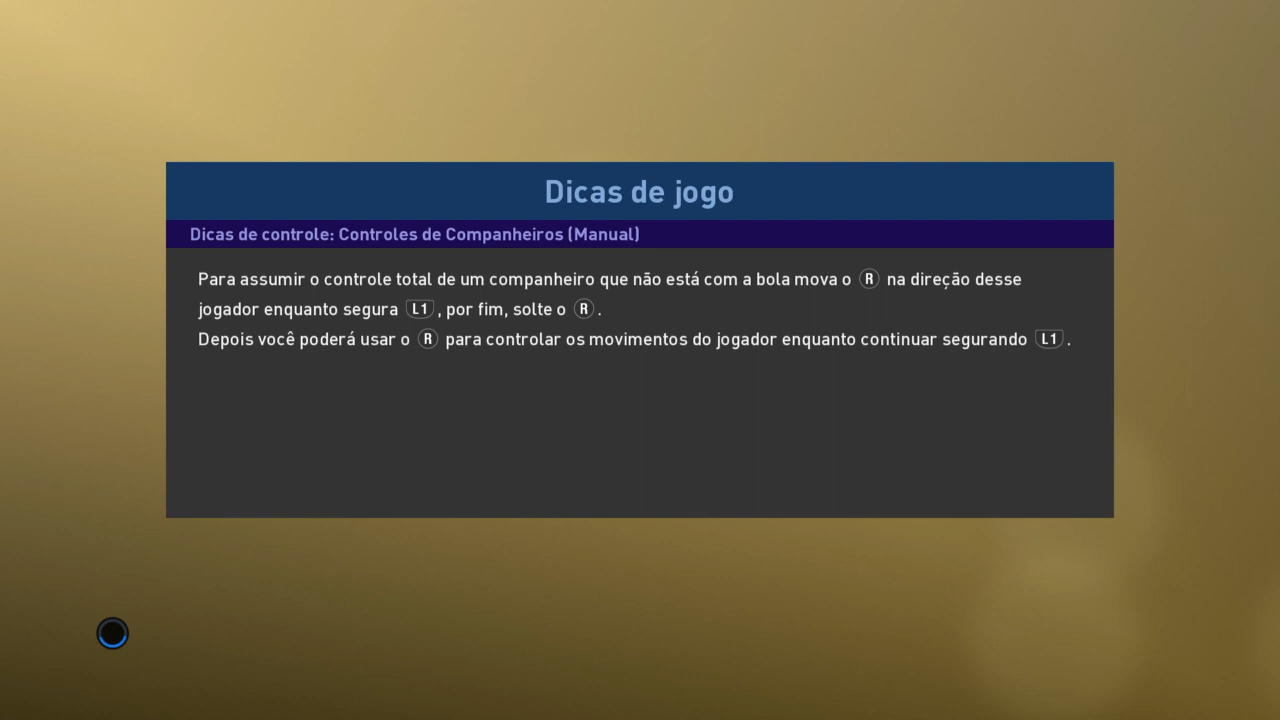 Dicas de jogo
Dicas de controle: Controles de Companheiros (Manual)
Para assumir o controle total de um companheiro que não está com a bola mova o R na direção desse
jogador enquanto segura L1, por fim, solte o R.
Depois você poderá usar o R para controlar os movimentos do jogador enquanto continuar segurando L1.